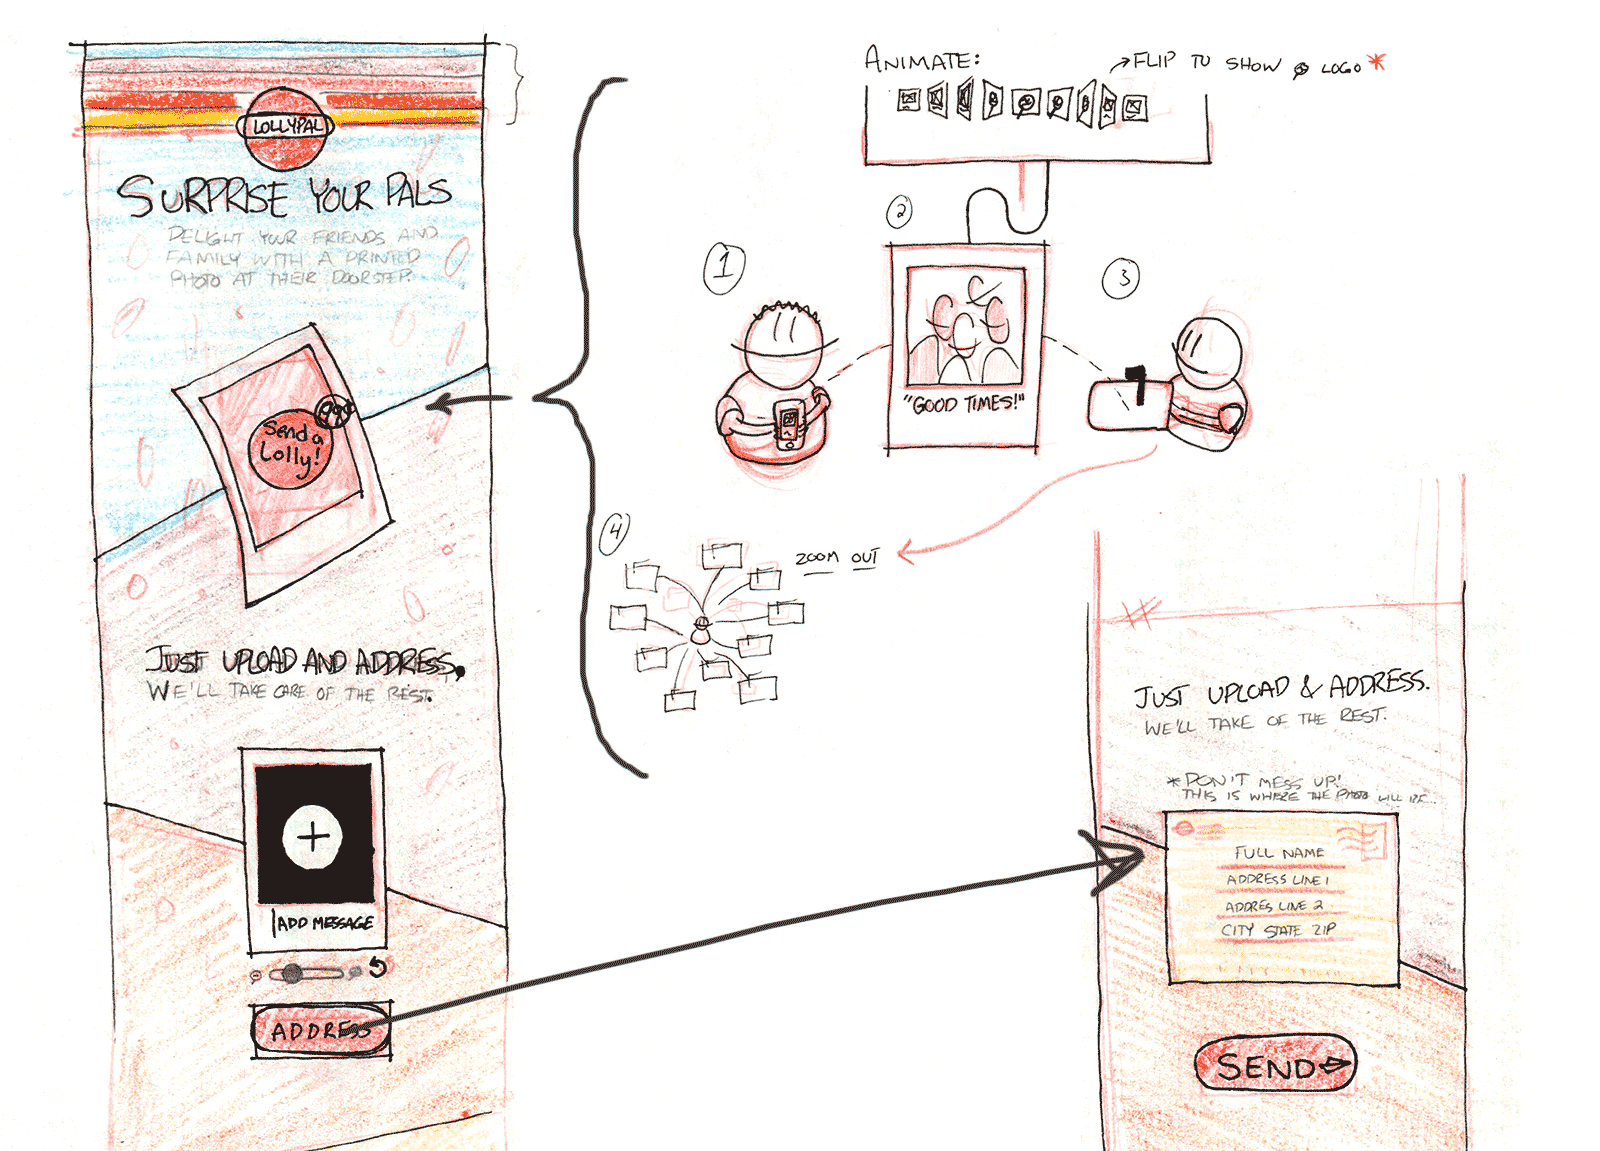 LOLLYPAL
SURPRISE YOUR PALS
DELIGHT YOUR FRIENDS AND
FAMILY WITH A PRINTED
PHOTO AT THEIR DOORSTEP.
Send a
Lolly!
JUST UPLOAD AND ADDRESS.
WE'LL TAKE CARE OF THE REST.
+
ADD MESSAGE
ADDRESS
ANIMATE:
FLIP TO SHOW LOGO*
1
2
"GOOD TIMES!"
3
4
ZOOM OUT
JUST UPLOAD & ADDRESS.
WE'LL TAKE OF THE REST.
*DON'T MESS UP!
THIS IS WHERE THE PHOTO WILL BE...
FULL NAME
ADDRESS LINE 1
ADDRES LINE 2
CITY STATE ZIP
SEND